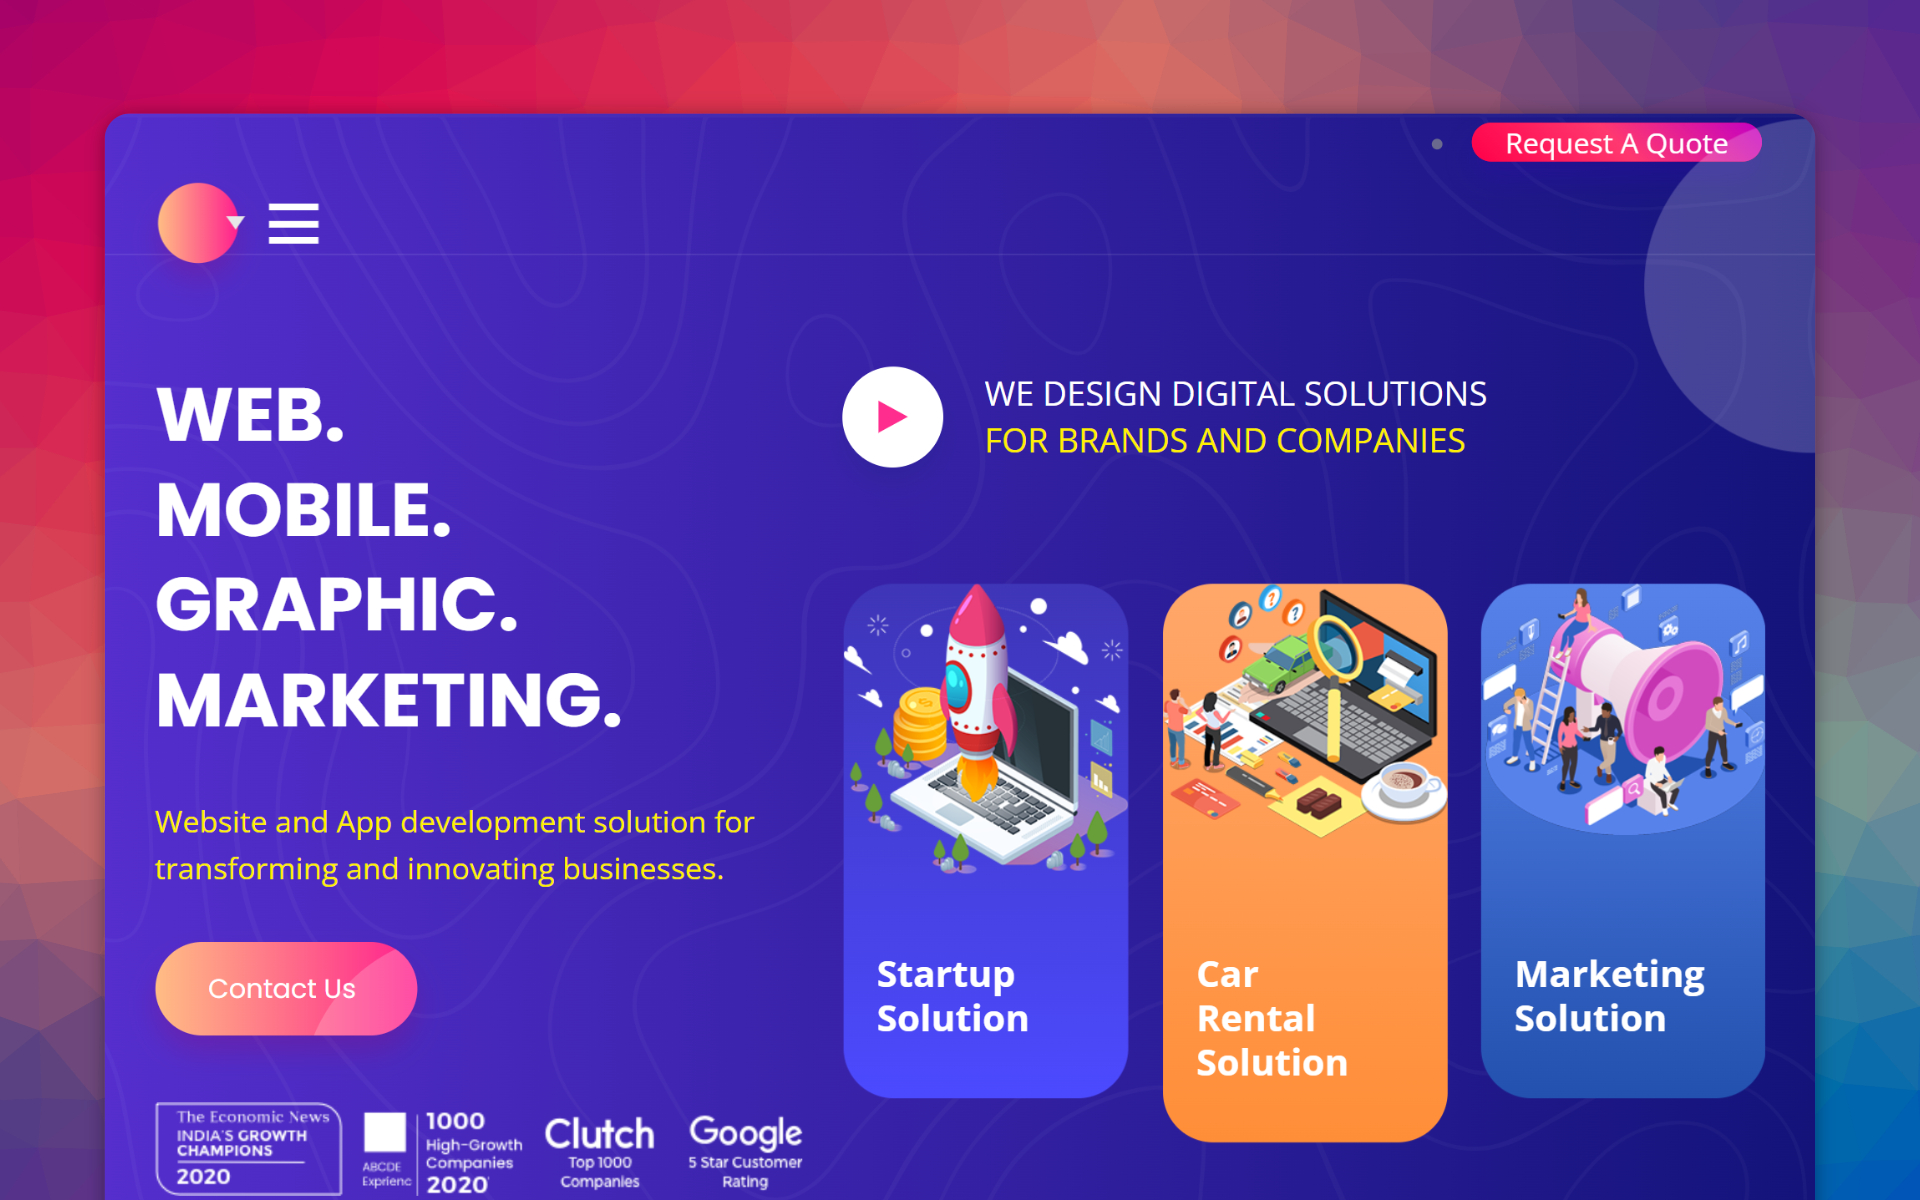 Request A Quote
WEB.
MOBILE.
GRAPHIC.
MARKETING.
Website and App development solution for
transforming and innovating businesses.
Contact Us
The Economic News
INDIA'S GROWTH
CHAMPIONS
2020
ABCDE
Exprienc
1000
High-Growth
Companies
2020
Clutch
Top 1000
Companies
Google
5 Star Customer
Rating
WE DESIGN DIGITAL SOLUTIONS
FOR BRANDS AND COMPANIES
Startup
Solution
Car
Rental
Solution
Marketing
Solution